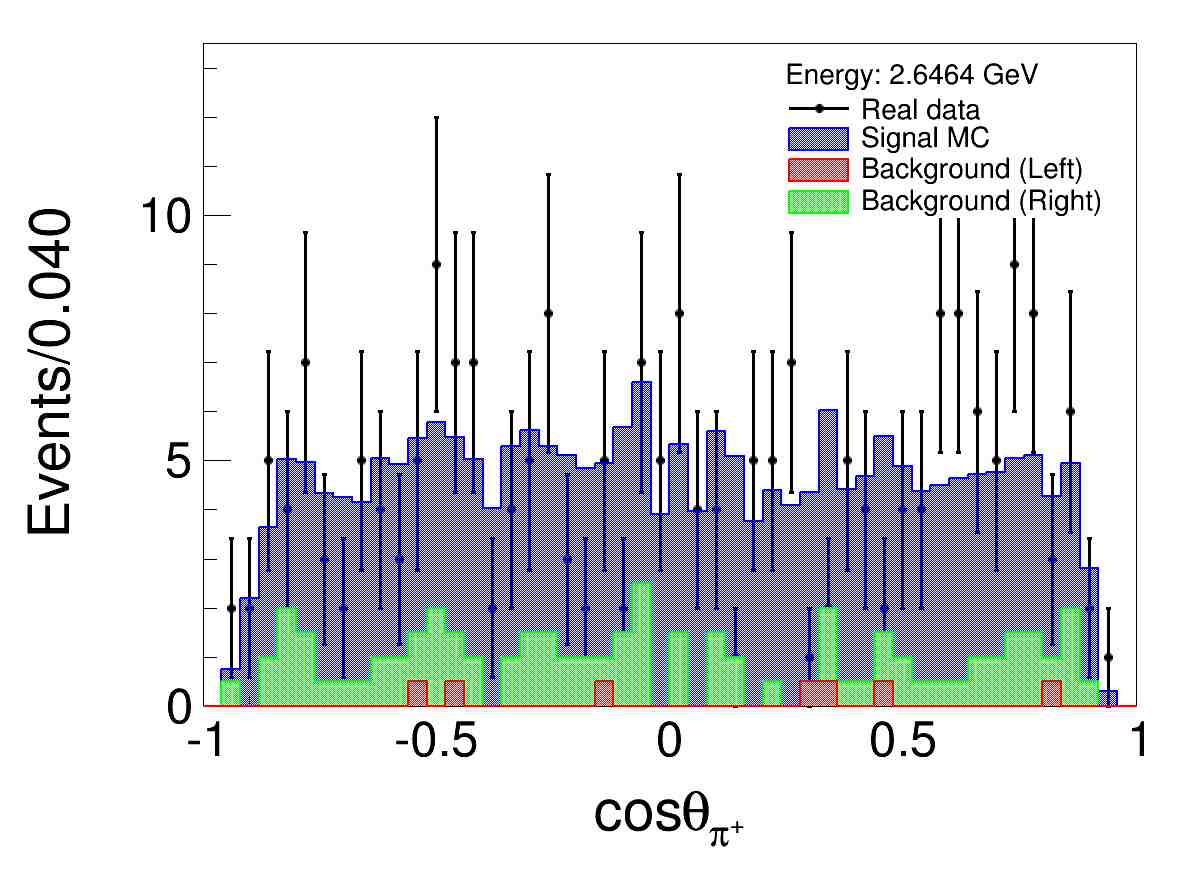 Energy: 2.6464 GeV
Real data
Signal MC
Background (Left)
Background (Right)
Events/0.040
10
5
0
-1
-0.5
0
0.5
1
cosθπ+